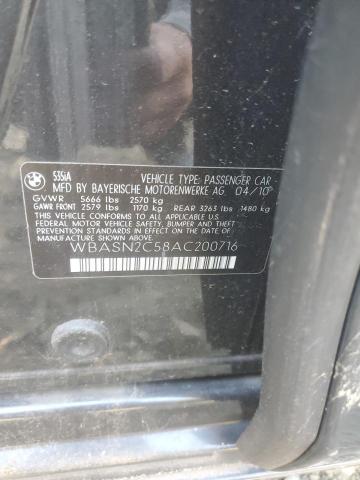 BMW
535iA VEHICLE TYPE: PASSENGER CAR -
MFD BY BAYERISCHE MOTORENWERKE AG 04/10
GVWR 5666 lbs 2570 kg
GAWR FRONT 2579 lbs 1170 kg REAR 3263 lbs 1480 kg
THIS VEHICLE CONFORMS TO ALL APPLICABLE U.S.
FEDERAL MOTOR VEHICLE SAFETY, BUMPER, AND THEFT
PREVENTION STANDARDS IN EFFECT ON THE DATE OF
MANUFACTURE SHOWN ABOVE.
WBASN2C58AC200716